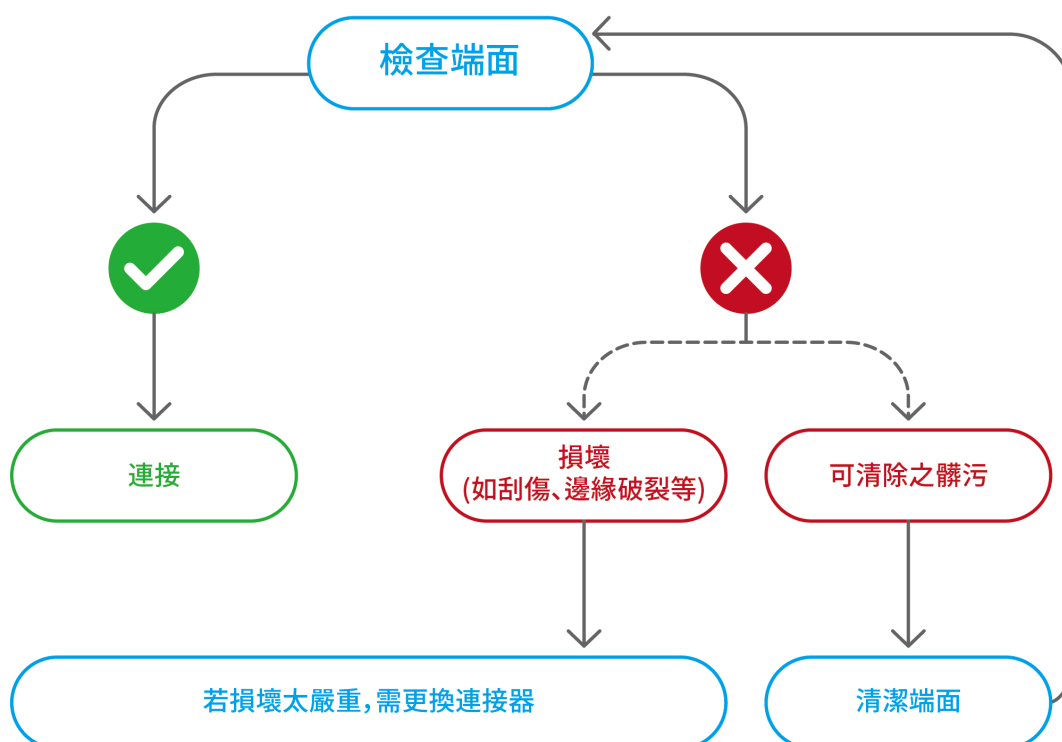 檢查端面
連接
損壞
(如刮傷、邊緣破裂等)
可清除之髒污
若損壞太嚴重,需更換連接器
清潔端面